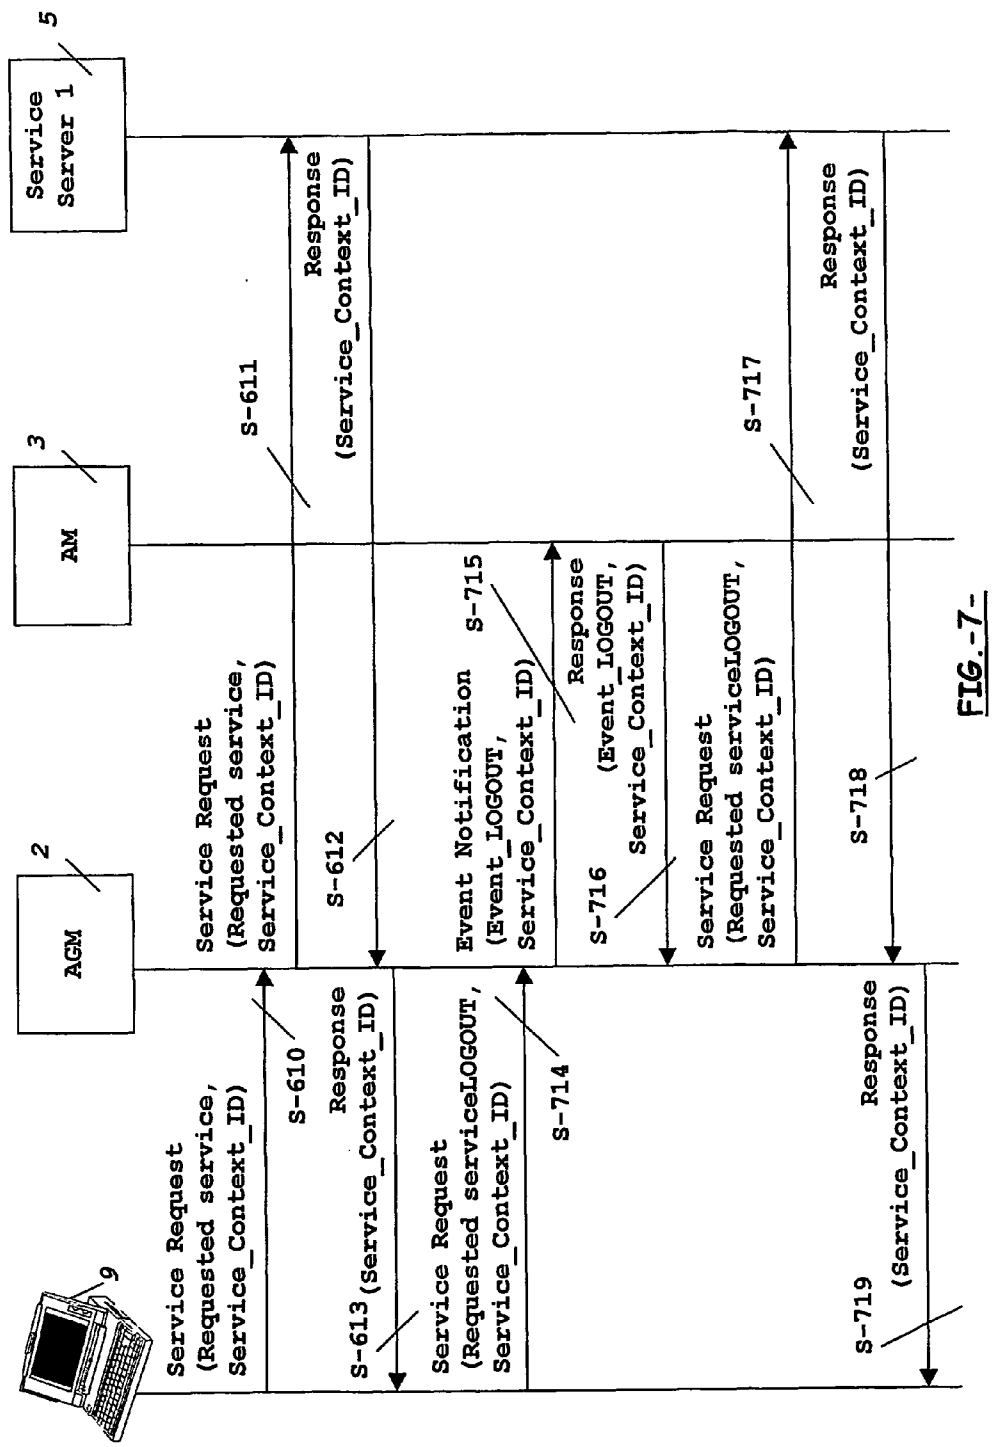 9
2
AGM
3
AM
5
Service
Server 1
Service Request
(Requested service,
Service_Context_ID)
S-610
Service Request
(Requested service,
Service_Context_ID)
S-611
Response
(Service_Context_ID)
S-612
Response
(Service_Context_ID)
S-613
Service Request
(Requested serviceLOGOUT,
Service_Context_ID)
S-714
Event Notification
(Event_LOGOUT,
Service_Context_ID)
S-715
Response
(Event_LOGOUT,
Service_Context_ID)
S-716
Service Request
(Requested serviceLOGOUT,
Service_Context_ID)
S-717
Response
(Service_Context_ID)
S-718
Response
(Service_Context_ID)
S-719
FIG.-7-